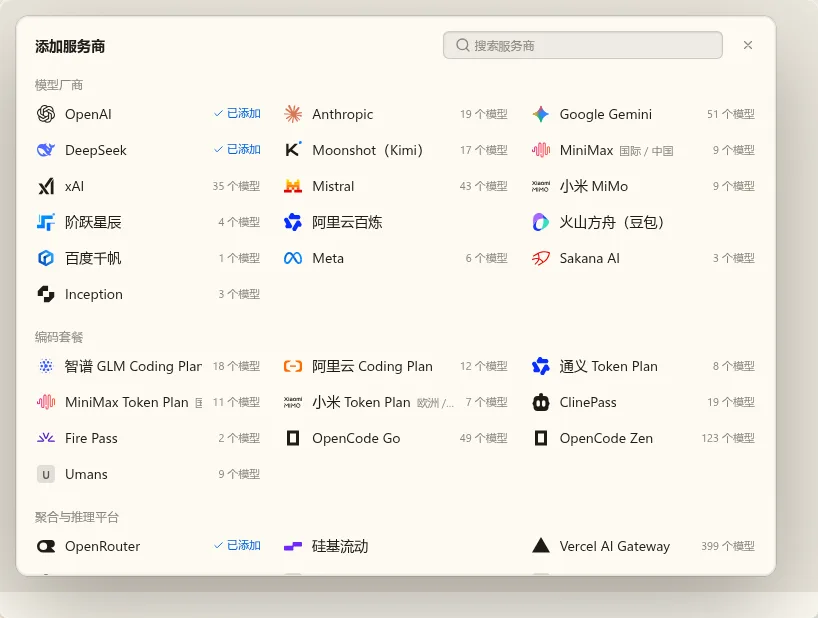 添加服务商
搜索服务商
模型厂商
OpenAI 已添加 Anthropic 19 个模型 Google Gemini 51 个模型
DeepSeek 已添加 Moonshot（Kimi） 17 个模型 MiniMax 国际 / 中国 9 个模型
xAI 35 个模型 Mistral 43 个模型 Xiaomi MiMO 小米 MiMo 9 个模型
阶跃星辰 4 个模型 阿里云百炼 火山方舟（豆包）
百度千帆 1 个模型 Meta 6 个模型 Sakana AI 3 个模型
Inception 3 个模型
编码套餐
智谱 GLM Coding Plan 18 个模型 阿里云 Coding Plan 12 个模型 通义 Token Plan 8 个模型
MiniMax Token Plan 11 个模型 Xiaomi MiMO 小米 Token Plan 欧洲 /... 7 个模型 ClinePass 19 个模型
Fire Pass 2 个模型 OpenCode Go 49 个模型 OpenCode Zen 123 个模型
U Umans 9 个模型
聚合与推理平台
OpenRouter 已添加 硅基流动 Vercel AI Gateway 399 个模型